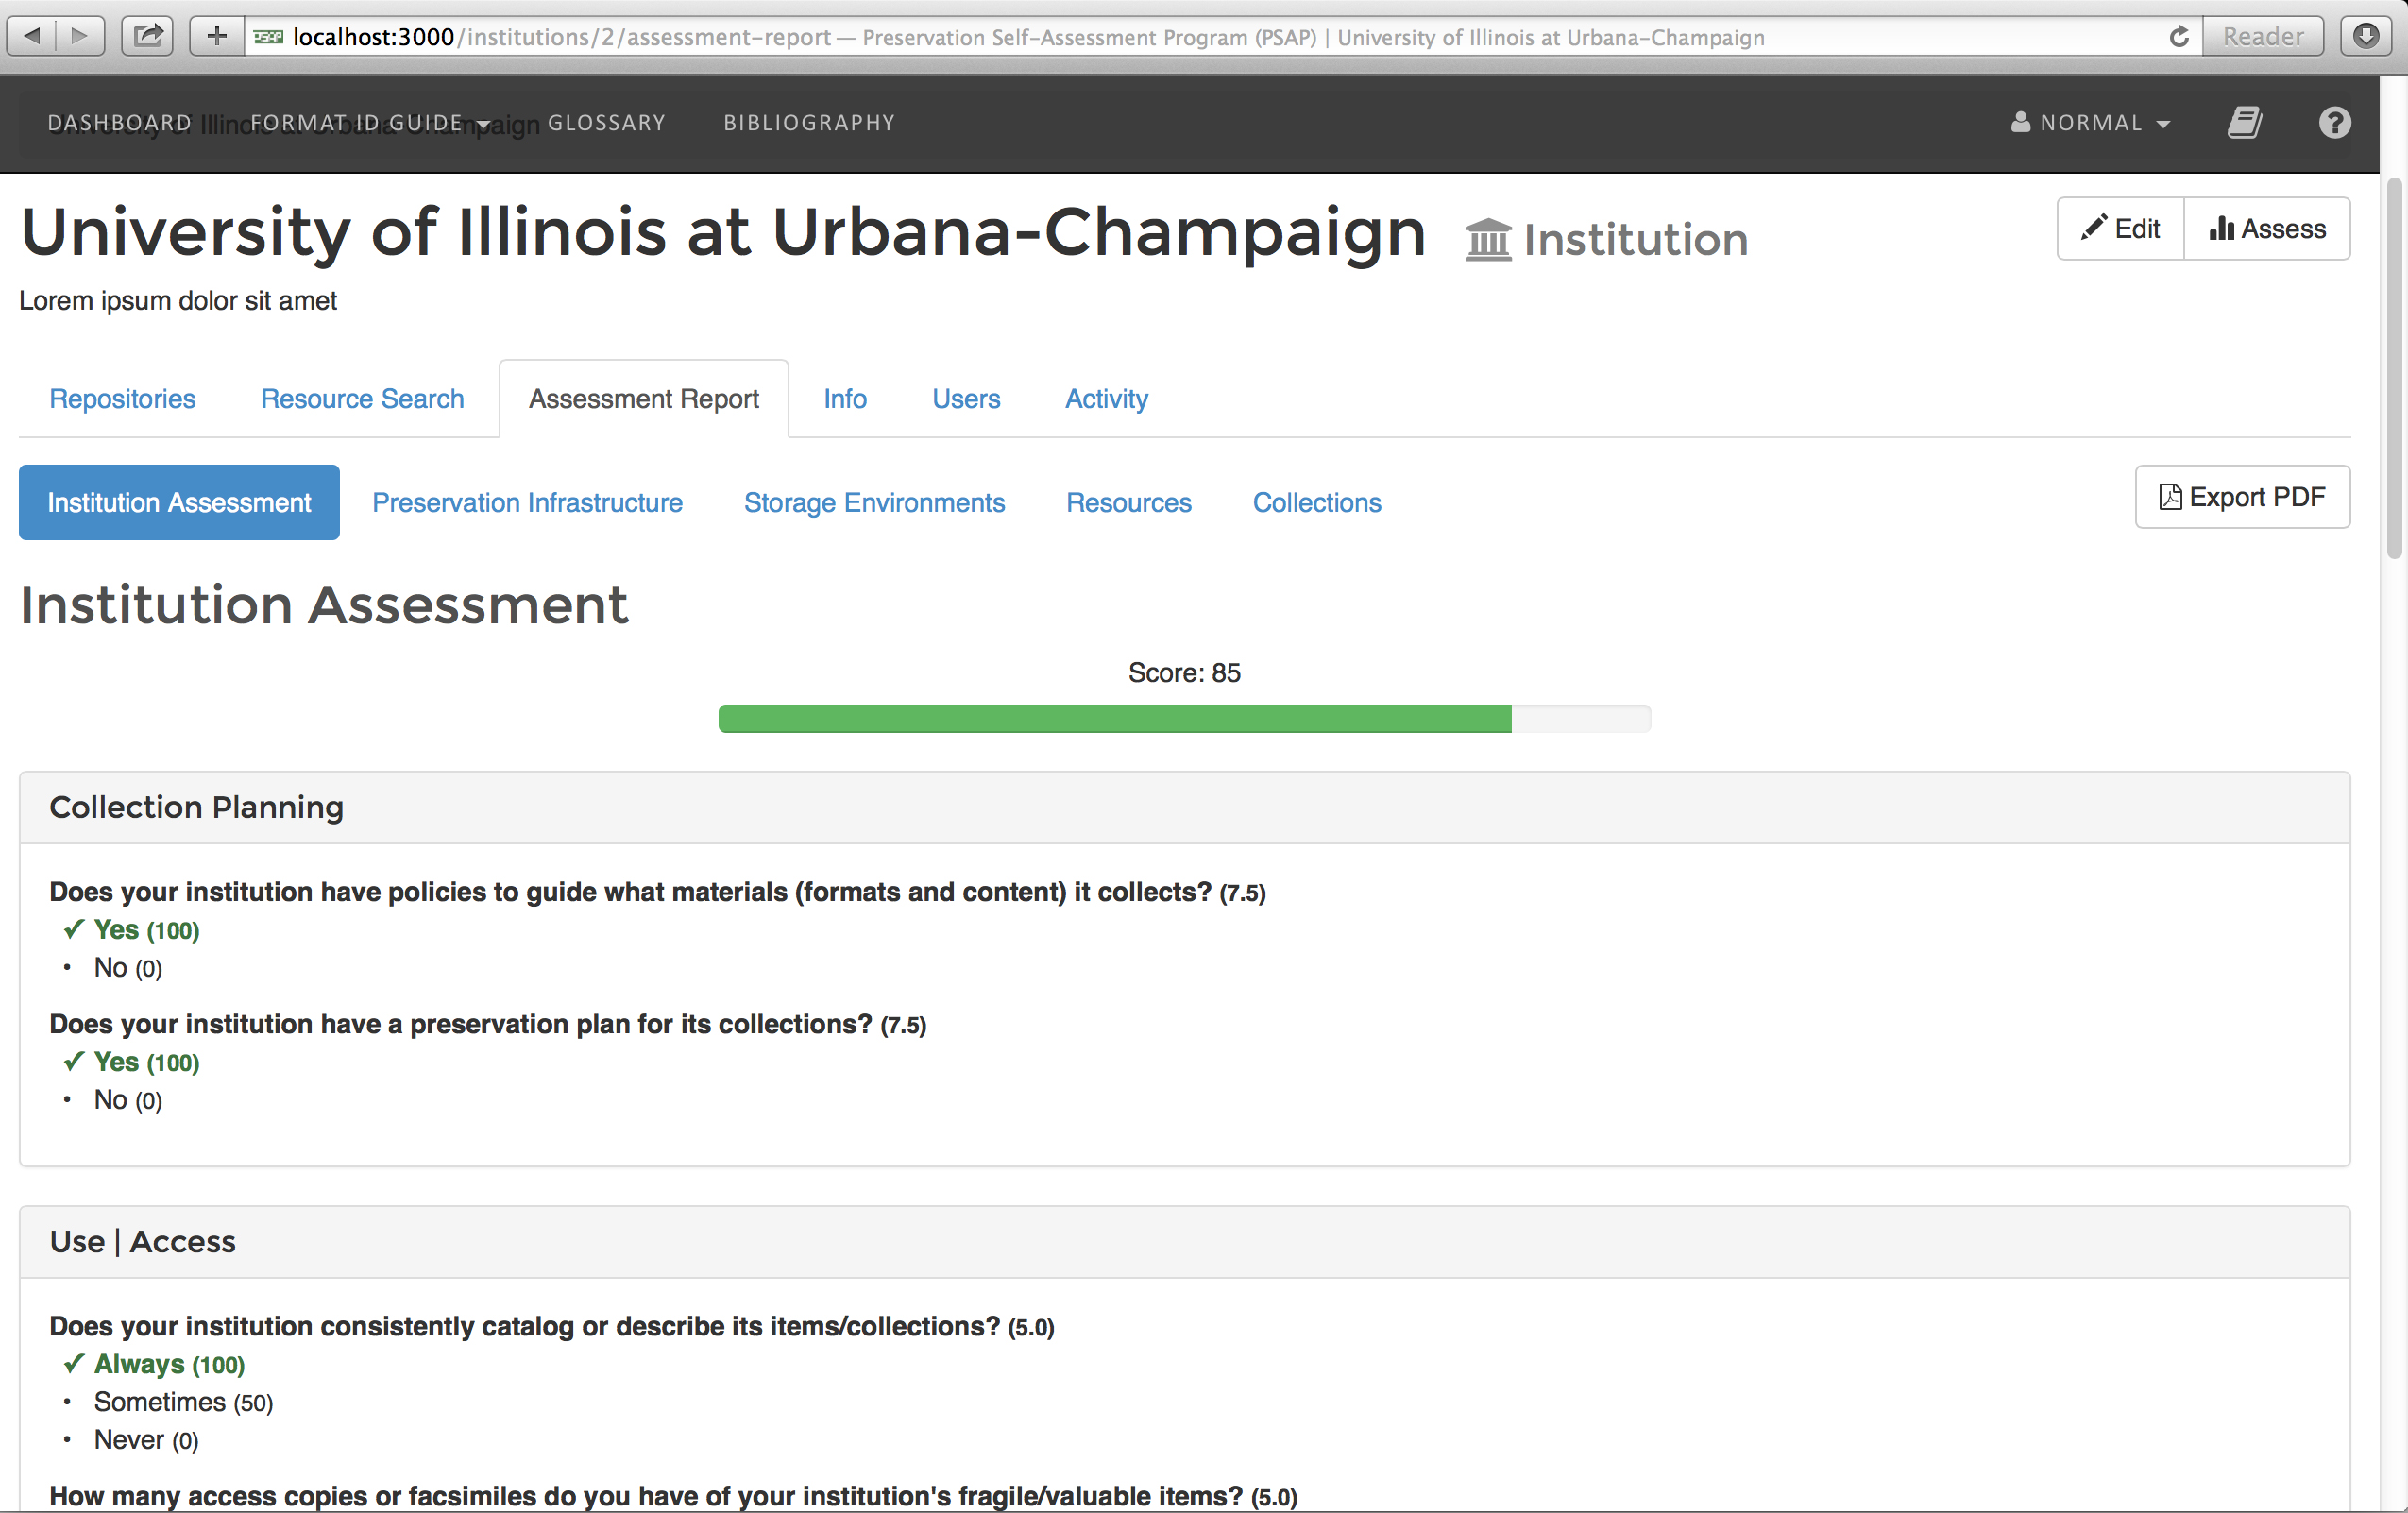 localhost:3000/institutions/2/assessment-report — Preservation Self-Assessment Program (PSAP) | University of Illinois at Urbana-Champaign Reader
DASHBOARD FORMAT ID GUIDE GLOSSARY BIBLIOGRAPHY NORMAL
University of Illinois at Urbana-Champaign
University of Illinois at Urbana-Champaign Institution Edit Assess
Lorem ipsum dolor sit amet
Repositories Resource Search Assessment Report Info Users Activity
Institution Assessment Preservation Infrastructure Storage Environments Resources Collections Export PDF
Institution Assessment
Score: 85
Collection Planning
Does your institution have policies to guide what materials (formats and content) it collects? (7.5)
✓ Yes (100)
• No (0)
Does your institution have a preservation plan for its collections? (7.5)
✓ Yes (100)
• No (0)
Use | Access
Does your institution consistently catalog or describe its items/collections? (5.0)
✓ Always (100)
• Sometimes (50)
• Never (0)
How many access copies or facsimiles do you have of your institution's fragile/valuable items? (5.0)